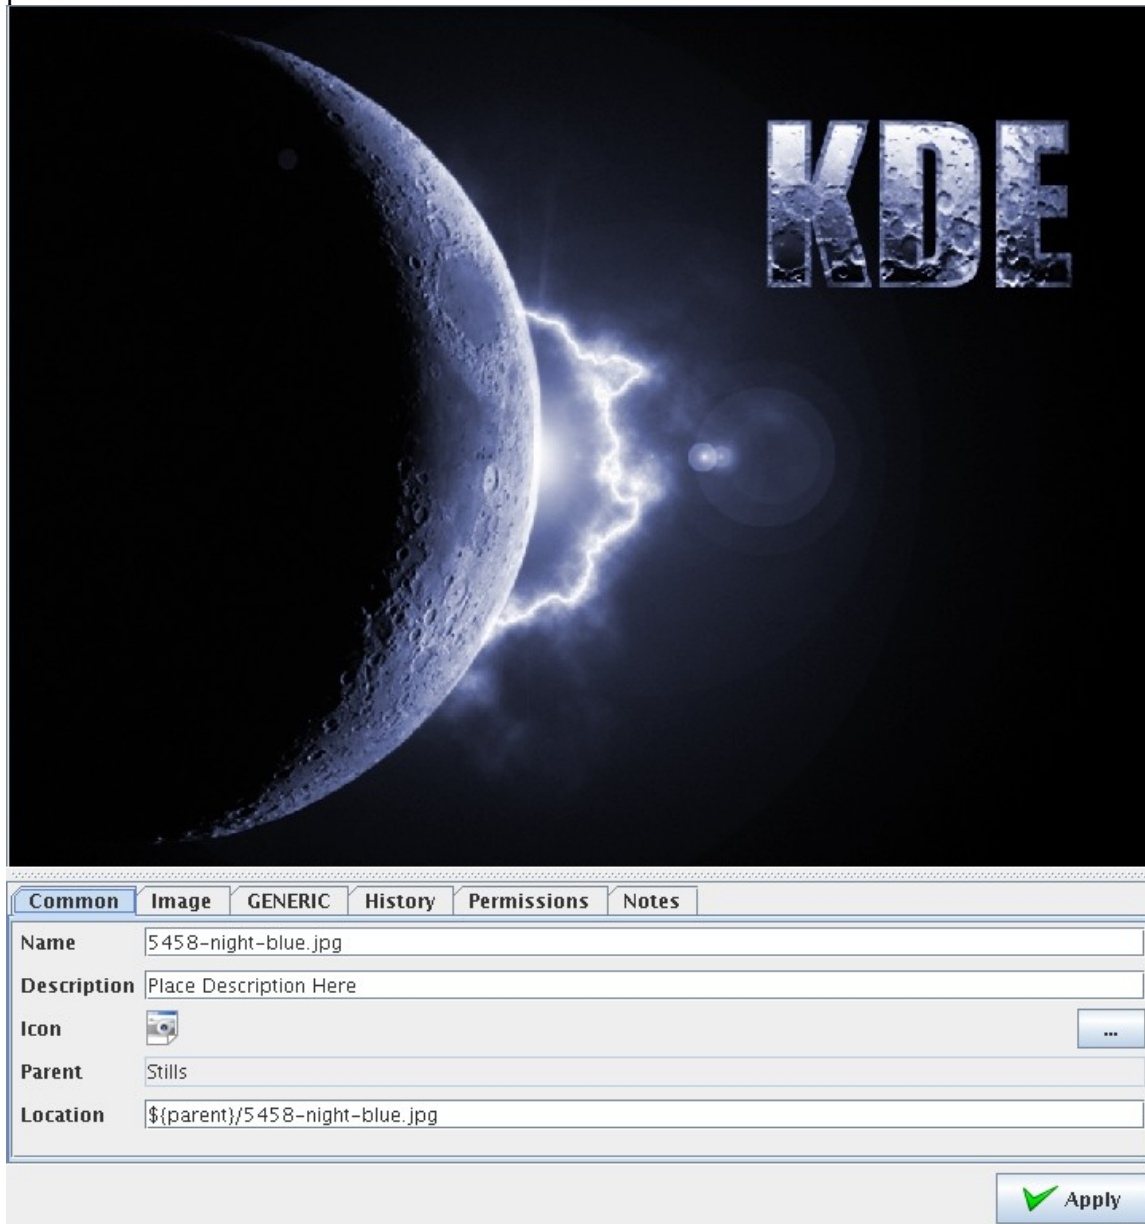 KDE
Common Image GENERIC History Permissions Notes
Name 5458-night-blue.jpg
Description Place Description Here
Icon ...
Parent Stills
Location ${parent}/5458-night-blue.jpg
Apply